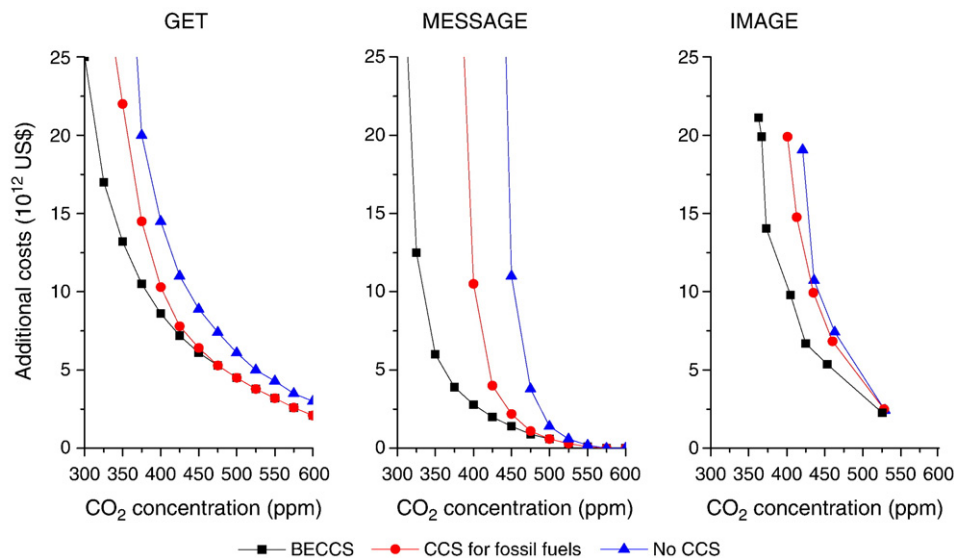 GET MESSAGE IMAGE
Additional costs (10¹² US$)
25 25 25
20 20 20
15 15 15
10 10 10
5 5 5
0 0 0
300 350 400 450 500 550 600 300 350 400 450 500 550 600 300 350 400 450 500 550 600
CO₂ concentration (ppm) CO₂ concentration (ppm) CO₂ concentration (ppm)
BECCS CCS for fossil fuels No CCS